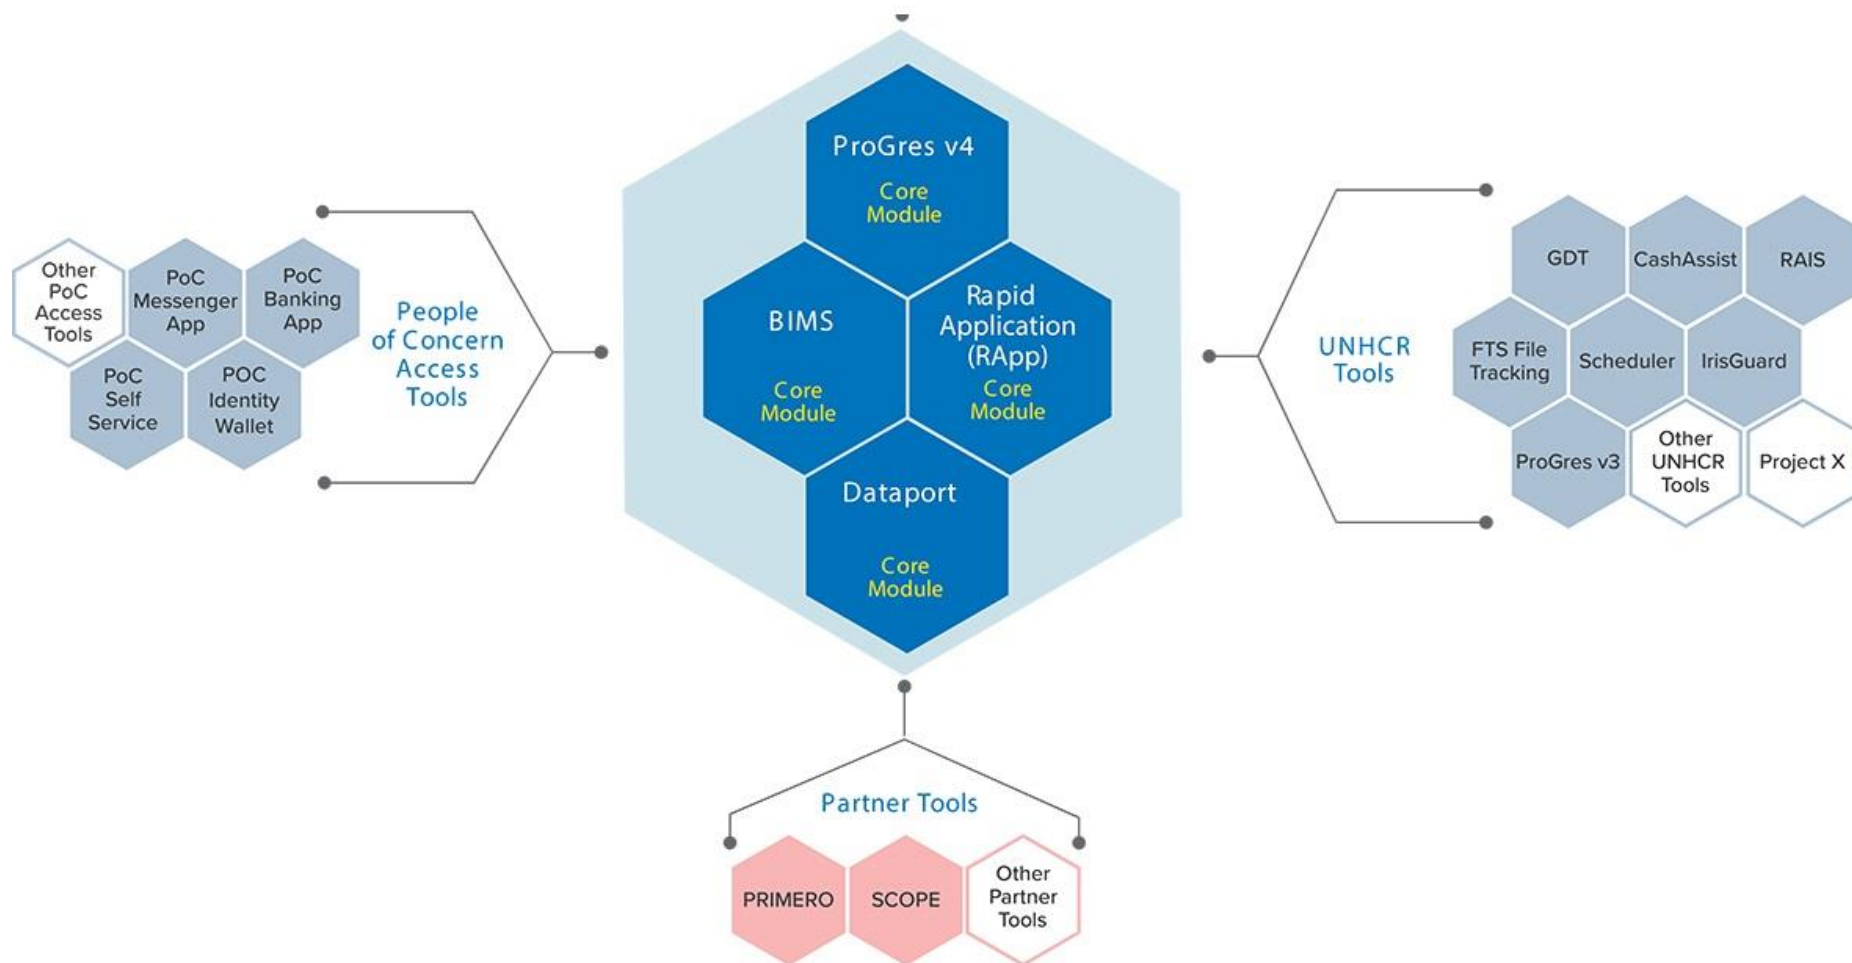 ProGres v4
Core
Module
BIMS
Core
Module
Rapid
Application
(RApp)
Core
Module
Dataport
Core
Module
Other
PoC
Access
Tools
PoC
Messenger
App
PoC
Banking
App
PoC
Self
Service
POC
Identity
Wallet
People
of Concern
Access
Tools
UNHCR
Tools
GDT
CashAssist
RAIS
FTS File
Tracking
Scheduler
IrisGuard
ProGres v3
Other
UNHCR
Tools
Project X
Partner Tools
PRIMERO
SCOPE
Other
Partner
Tools